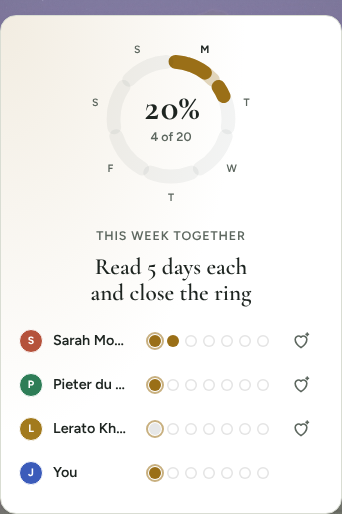 S
M
S
T
20%
4 of 20
F
W
T
THIS WEEK TOGETHER
Read 5 days each
and close the ring
S Sarah Mo...
P Pieter du ...
L Lerato Kh...
J You